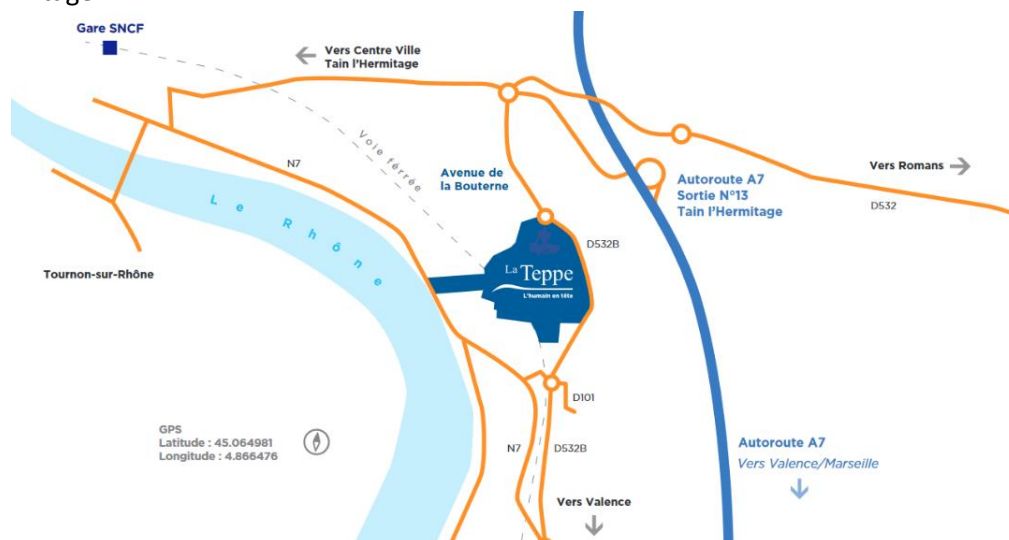 Gare SNCF
Vers Centre Ville
Tain l'Hermitage
Voie férrée
N7
Avenue de
la Bouterne
Vers Romans
Autoroute A7
Sortie N°13
Tain l'Hermitage
D532
Le Rhône
D532B
Tournon-sur-Rhône
La Teppe
L'humain en tête
D101
GPS
Latitude : 45.064981
Longitude : 4.866476
N7
D532B
Autoroute A7
Vers Valence/Marseille
Vers Valence